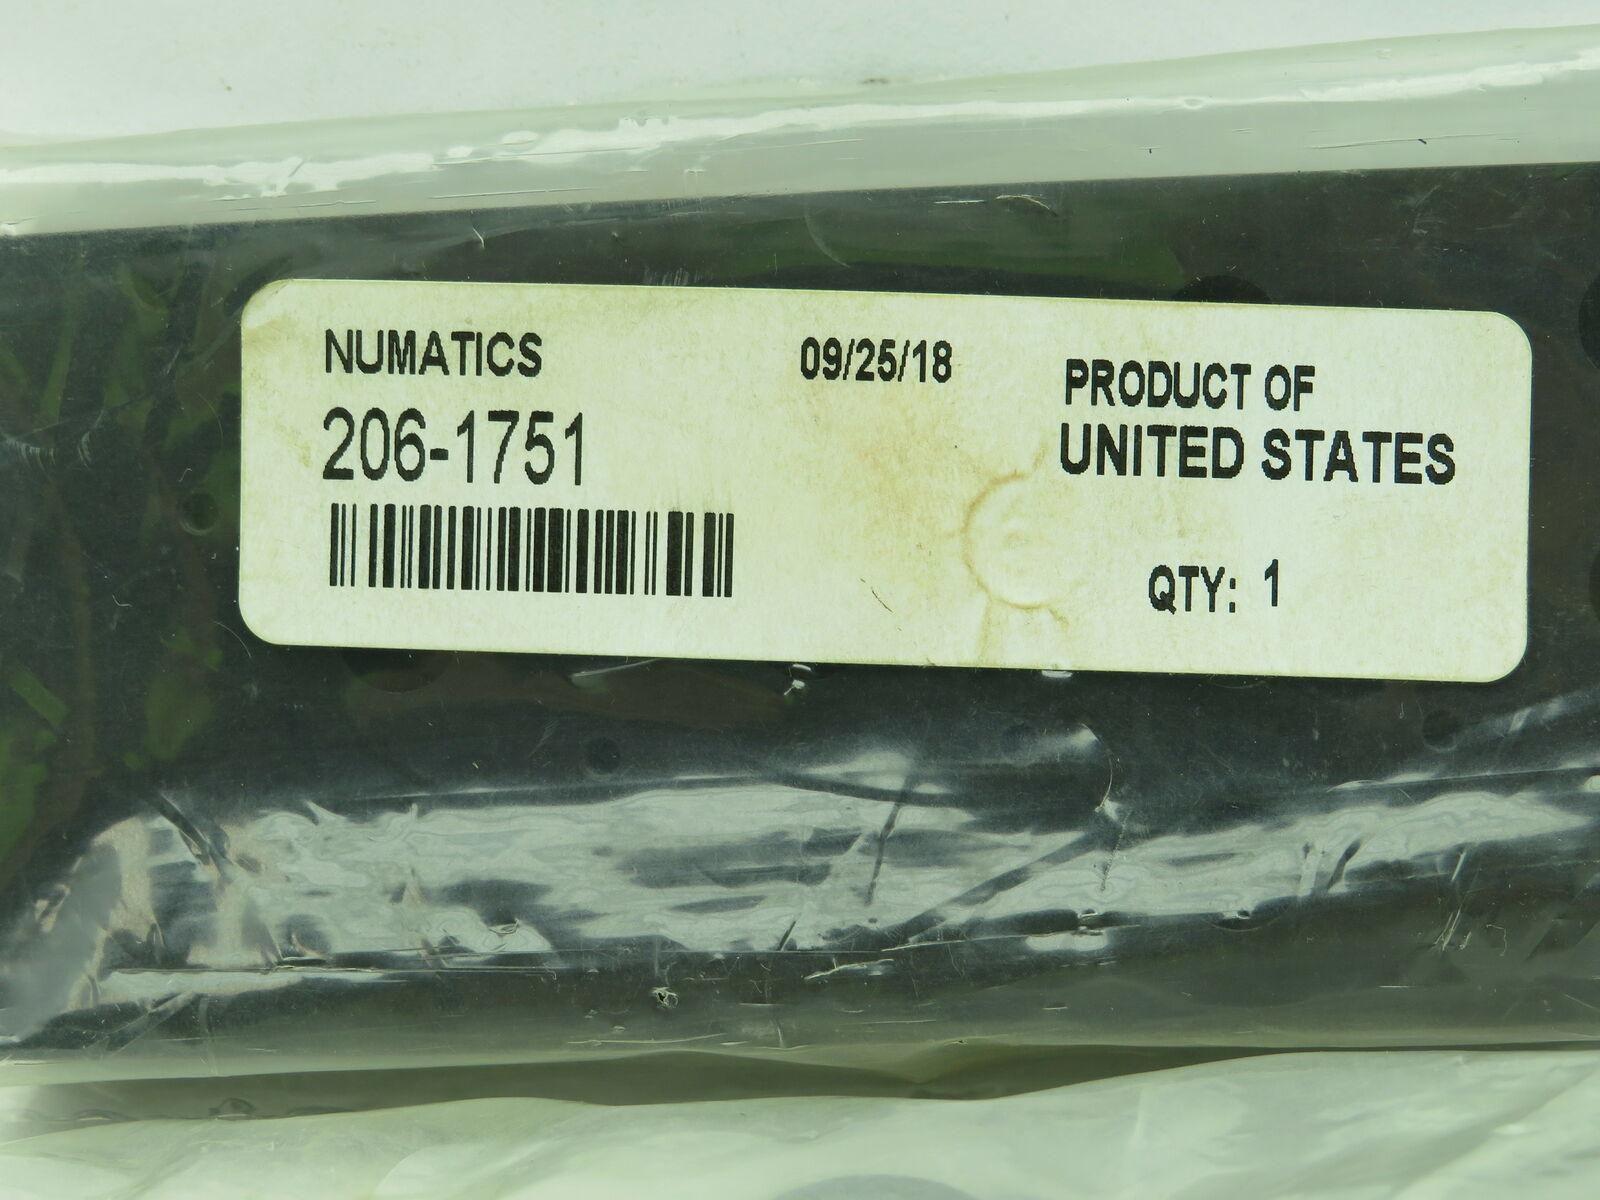 NUMATICS
09/25/18
206-1751
PRODUCT OF
UNITED STATES
QTY: 1